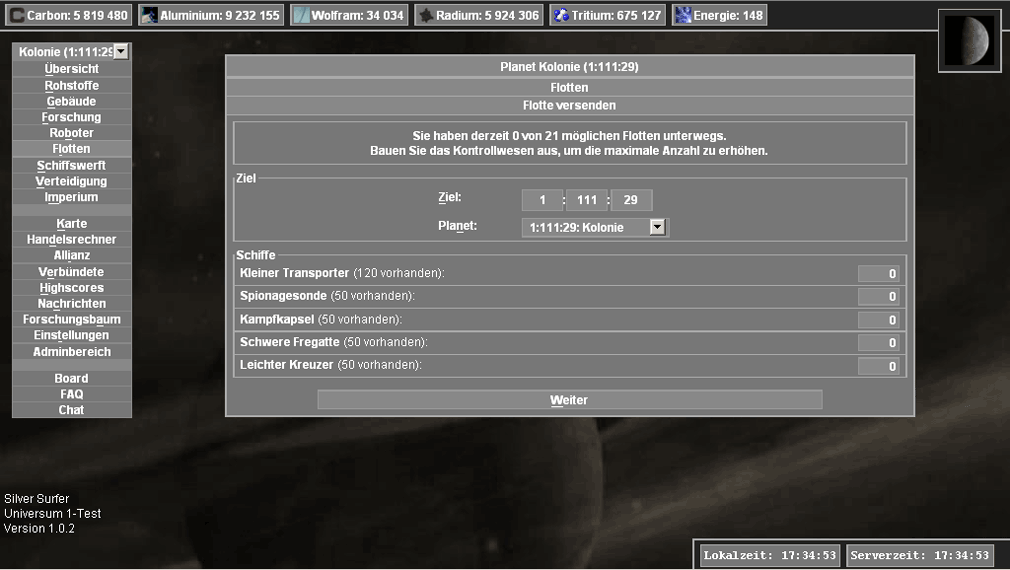 Carbon: 5 819 480 Aluminium: 9 232 155 Wolfram: 34 034 Radium: 5 924 306 Tritium: 675 127 Energie: 148
Kolonie (1:111:29
Übersicht
Rohstoffe
Gebäude
Forschung
Roboter
Flotten
Schiffswerft
Verteidigung
Imperium
Karte
Handelsrechner
Allianz
Verbündete
Highscores
Nachrichten
Forschungsbaum
Einstellungen
Adminbereich
Board
FAQ
Chat
Planet Kolonie (1:111:29)
Flotten
Flotte versenden
Sie haben derzeit 0 von 21 möglichen Flotten unterwegs.
Bauen Sie das Kontrollwesen aus, um die maximale Anzahl zu erhöhen.
Ziel
Ziel: 1 : 111 : 29
Planet: 1:111:29: Kolonie
Schiffe
Kleiner Transporter (120 vorhanden): 0
Spionagesonde (50 vorhanden): 0
Kampfkapsel (50 vorhanden): 0
Schwere Fregatte (50 vorhanden): 0
Leichter Kreuzer (50 vorhanden): 0
Weiter
Silver Surfer
Universum 1-Test
Version 1.0.2
Lokalzeit: 17:34:53 Serverzeit: 17:34:53